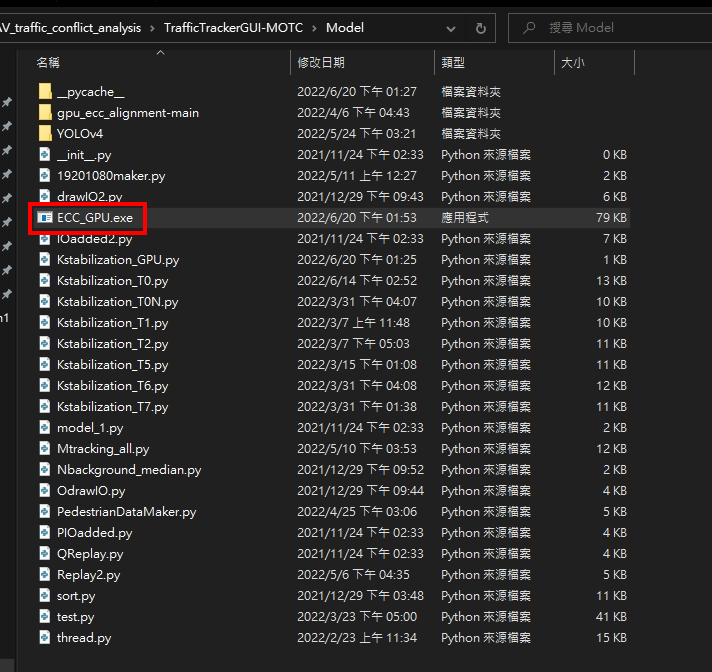 AV_traffic_conflict_analysis › TrafficTrackerGUI-MOTC › Model 搜尋 Model
名稱 修改日期 類型 大小
__pycache__ 2022/6/20 下午 01:27 檔案資料夾
gpu_ecc_alignment-main 2022/4/6 下午 04:43 檔案資料夾
YOLOv4 2022/5/24 下午 03:21 檔案資料夾
__init__.py 2021/11/24 下午 02:33 Python 來源檔案 0 KB
19201080maker.py 2022/5/11 上午 12:27 Python 來源檔案 2 KB
drawIO2.py 2021/12/29 下午 09:43 Python 來源檔案 6 KB
ECC_GPU.exe 2022/6/20 下午 01:53 應用程式 79 KB
IOadded2.py 2021/11/24 下午 02:33 Python 來源檔案 7 KB
Kstabilization_GPU.py 2022/6/20 下午 01:25 Python 來源檔案 1 KB
Kstabilization_T0.py 2022/6/14 下午 02:52 Python 來源檔案 13 KB
Kstabilization_T0N.py 2022/3/31 下午 04:07 Python 來源檔案 10 KB
Kstabilization_T1.py 2022/3/7 上午 11:48 Python 來源檔案 10 KB
Kstabilization_T2.py 2022/3/7 下午 05:03 Python 來源檔案 11 KB
Kstabilization_T5.py 2022/3/15 下午 01:08 Python 來源檔案 11 KB
Kstabilization_T6.py 2022/3/31 下午 04:08 Python 來源檔案 12 KB
Kstabilization_T7.py 2022/3/31 下午 01:38 Python 來源檔案 11 KB
model_1.py 2021/11/24 下午 02:33 Python 來源檔案 2 KB
Mtracking_all.py 2022/5/10 下午 03:53 Python 來源檔案 12 KB
Nbackground_median.py 2021/12/29 下午 09:52 Python 來源檔案 2 KB
OdrawIO.py 2021/12/29 下午 09:44 Python 來源檔案 4 KB
PedestrianDataMaker.py 2022/4/25 下午 03:06 Python 來源檔案 5 KB
PIOadded.py 2021/11/24 下午 02:33 Python 來源檔案 4 KB
QReplay.py 2021/11/24 下午 02:33 Python 來源檔案 5 KB
Replay2.py 2022/5/6 下午 04:35 Python 來源檔案 5 KB
sort.py 2021/12/29 下午 03:48 Python 來源檔案 11 KB
test.py 2022/3/23 下午 05:00 Python 來源檔案 41 KB
thread.py 2022/2/23 上午 11:34 Python 來源檔案 15 KB